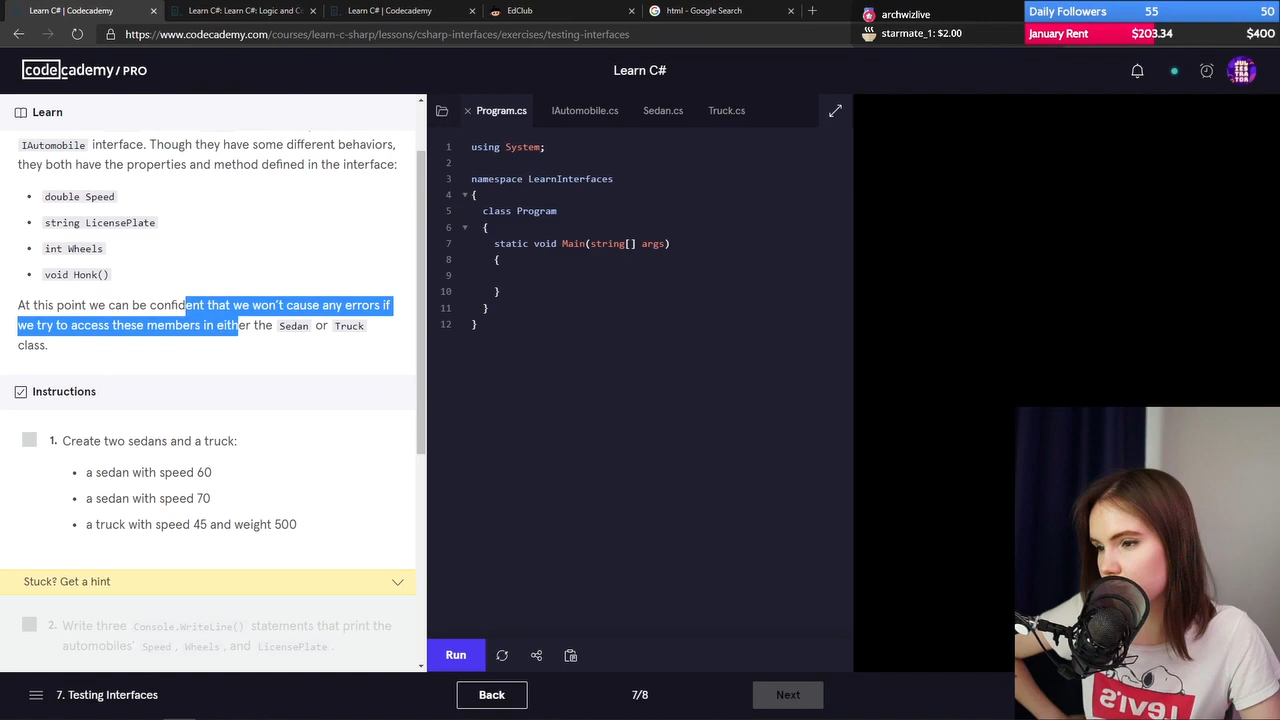 Learn C# | Codecademy
Learn C#: Learn C#: Logic and Co
Learn C# | Codecademy
EdClub
html - Google Search
https://www.codecademy.com/courses/learn-c-sharp/lessons/csharp-interfaces/exercises/testing-interfaces
archwizlive
starmate_1: $2.00
Daily Followers 55 50
January Rent $203.34 $400
codecademy/PRO
Learn C#
Learn
IAutomobile interface. Though they have some different behaviors,
they both have the properties and method defined in the interface:
• double Speed
• string LicensePlate
• int Wheels
• void Honk()
At this point we can be confident that we won't cause any errors if
we try to access these members in either the Sedan or Truck
class.
Instructions
1. Create two sedans and a truck:
• a sedan with speed 60
• a sedan with speed 70
• a truck with speed 45 and weight 500
Stuck? Get a hint
2. Write three Console.WriteLine() statements that print the
automobiles' Speed, Wheels, and LicensePlate.
Program.cs
IAutomobile.cs
Sedan.cs
Truck.cs
1 using System;
2
3 namespace LearnInterfaces
4 {
5 class Program
6 {
7 static void Main(string[] args)
8 {
9
10 }
11 }
12 }
Run
7. Testing Interfaces
Back
7/8
Next
LEVI'S